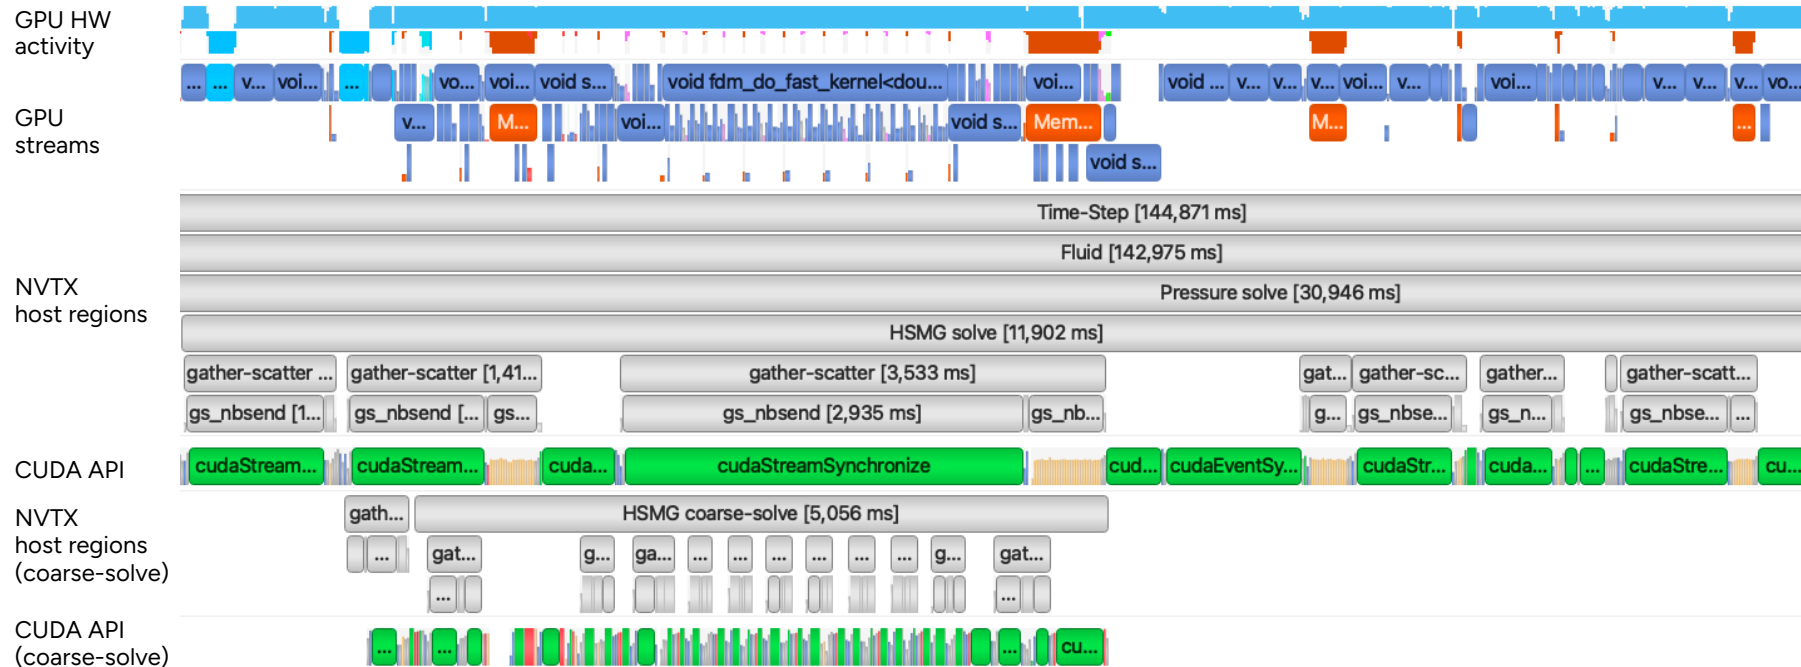 GPU HW
activity
... ... v... voi... ... vo... voi... void s... void fdm_do_fast_kernel<dou... voi... void ... v... v... v... voi... v... voi... v... v... v... vo...
GPU
streams
v... M... voi... void s... Mem... M... ...
void s...
Time-Step [144,871 ms]
Fluid [142,975 ms]
NVTX
host regions
Pressure solve [30,946 ms]
HSMG solve [11,902 ms]
gather-scatter ... gather-scatter [1,41... gather-scatter [3,533 ms] gat... gather-sc... gather... gather-scatt...
gs_nbsend [1... gs_nbsend [... gs... gs_nbsend [2,935 ms] gs_nb... g... gs_nbse... gs_n... gs_nbse... ...
CUDA API
cudaStream... cudaStream... cuda... cudaStreamSynchronize cud... cudaEventSy... cudaStr... cuda... ... cudaStre... cu...
NVTX
host regions
(coarse-solve)
gath... HSMG coarse-solve [5,056 ms]
... gat... g... ga... ... ... ... ... ... ... g... gat...
... ...
CUDA API
(coarse-solve)
... ... ... cu...